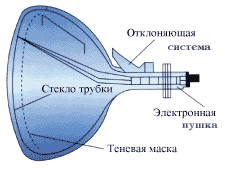 Отклоняющая
система
Стекло трубки
Электронная
пушка
Теневая маска